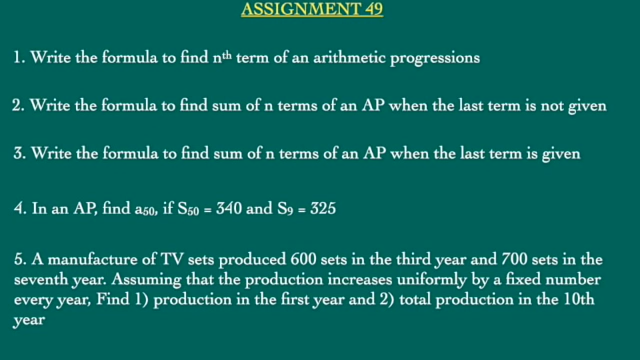 ASSIGNMENT 49
1. Write the formula to find nth term of an arithmetic progressions
2. Write the formula to find sum of n terms of an AP when the last term is not given
3. Write the formula to find sum of n terms of an AP when the last term is given
4. In an AP, find a50, if S50 = 340 and S9 = 325
5. A manufacture of TV sets produced 600 sets in the third year and 700 sets in the
seventh year. Assuming that the production increases uniformly by a fixed number
every year, Find 1) production in the first year and 2) total production in the 10th
year